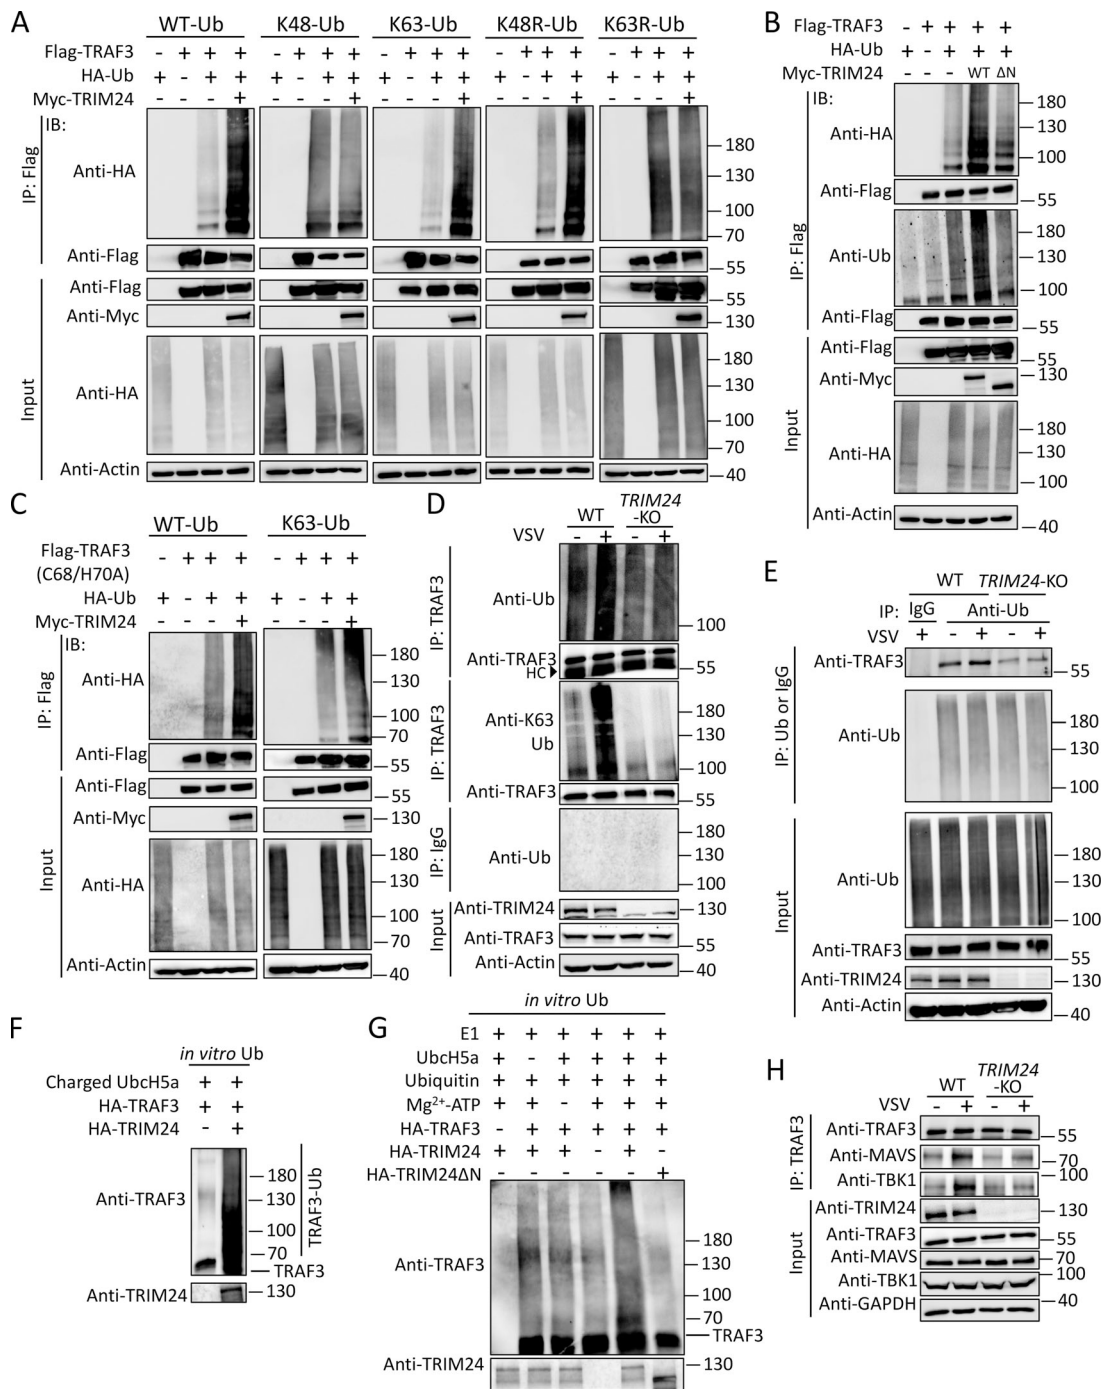 A
WT-Ub K48-Ub K63-Ub K48R-Ub K63R-Ub
Flag-TRAF3 - + + + - + + + - + + + - + + + - + + +
HA-Ub + - + + + - + + + - + + + - + + + - + +
Myc-TRIM24 - - - + - - - + - - - + - - - + - - - +
IB:
IP: Flag
Anti-HA
180
130
100
70
Anti-Flag
55
Input
Anti-Flag
55
Anti-Myc
130
Anti-HA
180
130
100
70
Anti-Actin
40
B
Flag-TRAF3 - + + + +
HA-Ub + - + + +
Myc-TRIM24 - - - WT ΔN
IB:
IP: Flag
Anti-HA
180
130
100
Anti-Flag
55
Anti-Ub
180
130
100
Anti-Flag
55
Input
Anti-Flag
55
Anti-Myc
130
Anti-HA
180
130
100
Anti-Actin
40
C
WT-Ub K63-Ub
Flag-TRAF3 - + + + - + + +
(C68/H70A)
HA-Ub + - + + + - + +
Myc-TRIM24 - - - + - - - +
IB:
IP: Flag
Anti-HA
180
130
100
70
Anti-Flag
55
Input
Anti-Flag
55
Anti-Myc
130
Anti-HA
180
130
100
70
Anti-Actin
40
D
WT TRIM24
-KO
VSV - + - +
IP: TRAF3
Anti-Ub
100
Anti-TRAF3
HC
55
IP: TRAF3
Anti-K63
Ub
180
130
100
Anti-TRAF3
55
IP: IgG
Anti-Ub
180
130
100
Input
Anti-TRIM24
130
Anti-TRAF3
55
Anti-Actin
40
E
WT TRIM24-KO
IP: IgG Anti-Ub
VSV + - + - +
IP: Ub or IgG
Anti-TRAF3
55
Anti-Ub
180
130
100
Input
Anti-Ub
180
130
100
Anti-TRAF3
55
Anti-TRIM24
130
Anti-Actin
40
F
in vitro Ub
Charged UbcH5a + +
HA-TRAF3 + +
HA-TRIM24 - +
Anti-TRAF3
180
130
100
70
TRAF3-Ub
TRAF3
Anti-TRIM24
130
G
in vitro Ub
E1 + + + + + +
UbcH5a + - + + + +
Ubiquitin + + + + + +
Mg2+-ATP + + - + + +
HA-TRAF3 - + + + + +
HA-TRIM24 + + + - + -
HA-TRIM24ΔN - - - - - +
Anti-TRAF3
180
130
100
70
TRAF3
Anti-TRIM24
130
H
WT TRIM24
-KO
VSV - + - +
IP: TRAF3
Anti-TRAF3
55
Anti-MAVS
70
Anti-TBK1
100
Input
Anti-TRIM24
130
Anti-TRAF3
55
Anti-MAVS
70
Anti-TBK1
100
Anti-GAPDH
40